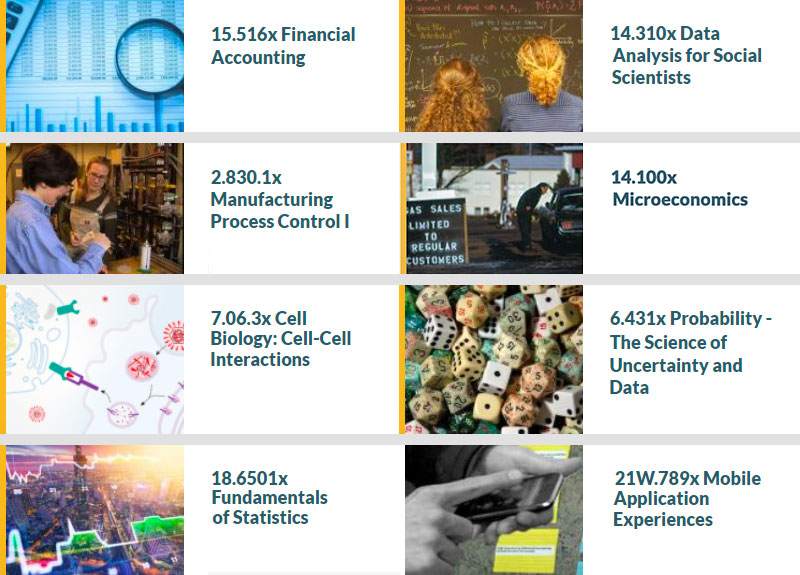 15.516x Financial
Accounting
14.310x Data
Analysis for Social
Scientists
2.830.1x
Manufacturing
Process Control I
GAS SALES
LIMITED
TO
REGULAR
CUSTOMERS
14.100x
Microeconomics
7.06.3x Cell
Biology: Cell-Cell
Interactions
6.431x Probability -
The Science of
Uncertainty and
Data
18.6501x
Fundamentals
of Statistics
21W.789x Mobile
Application
Experiences